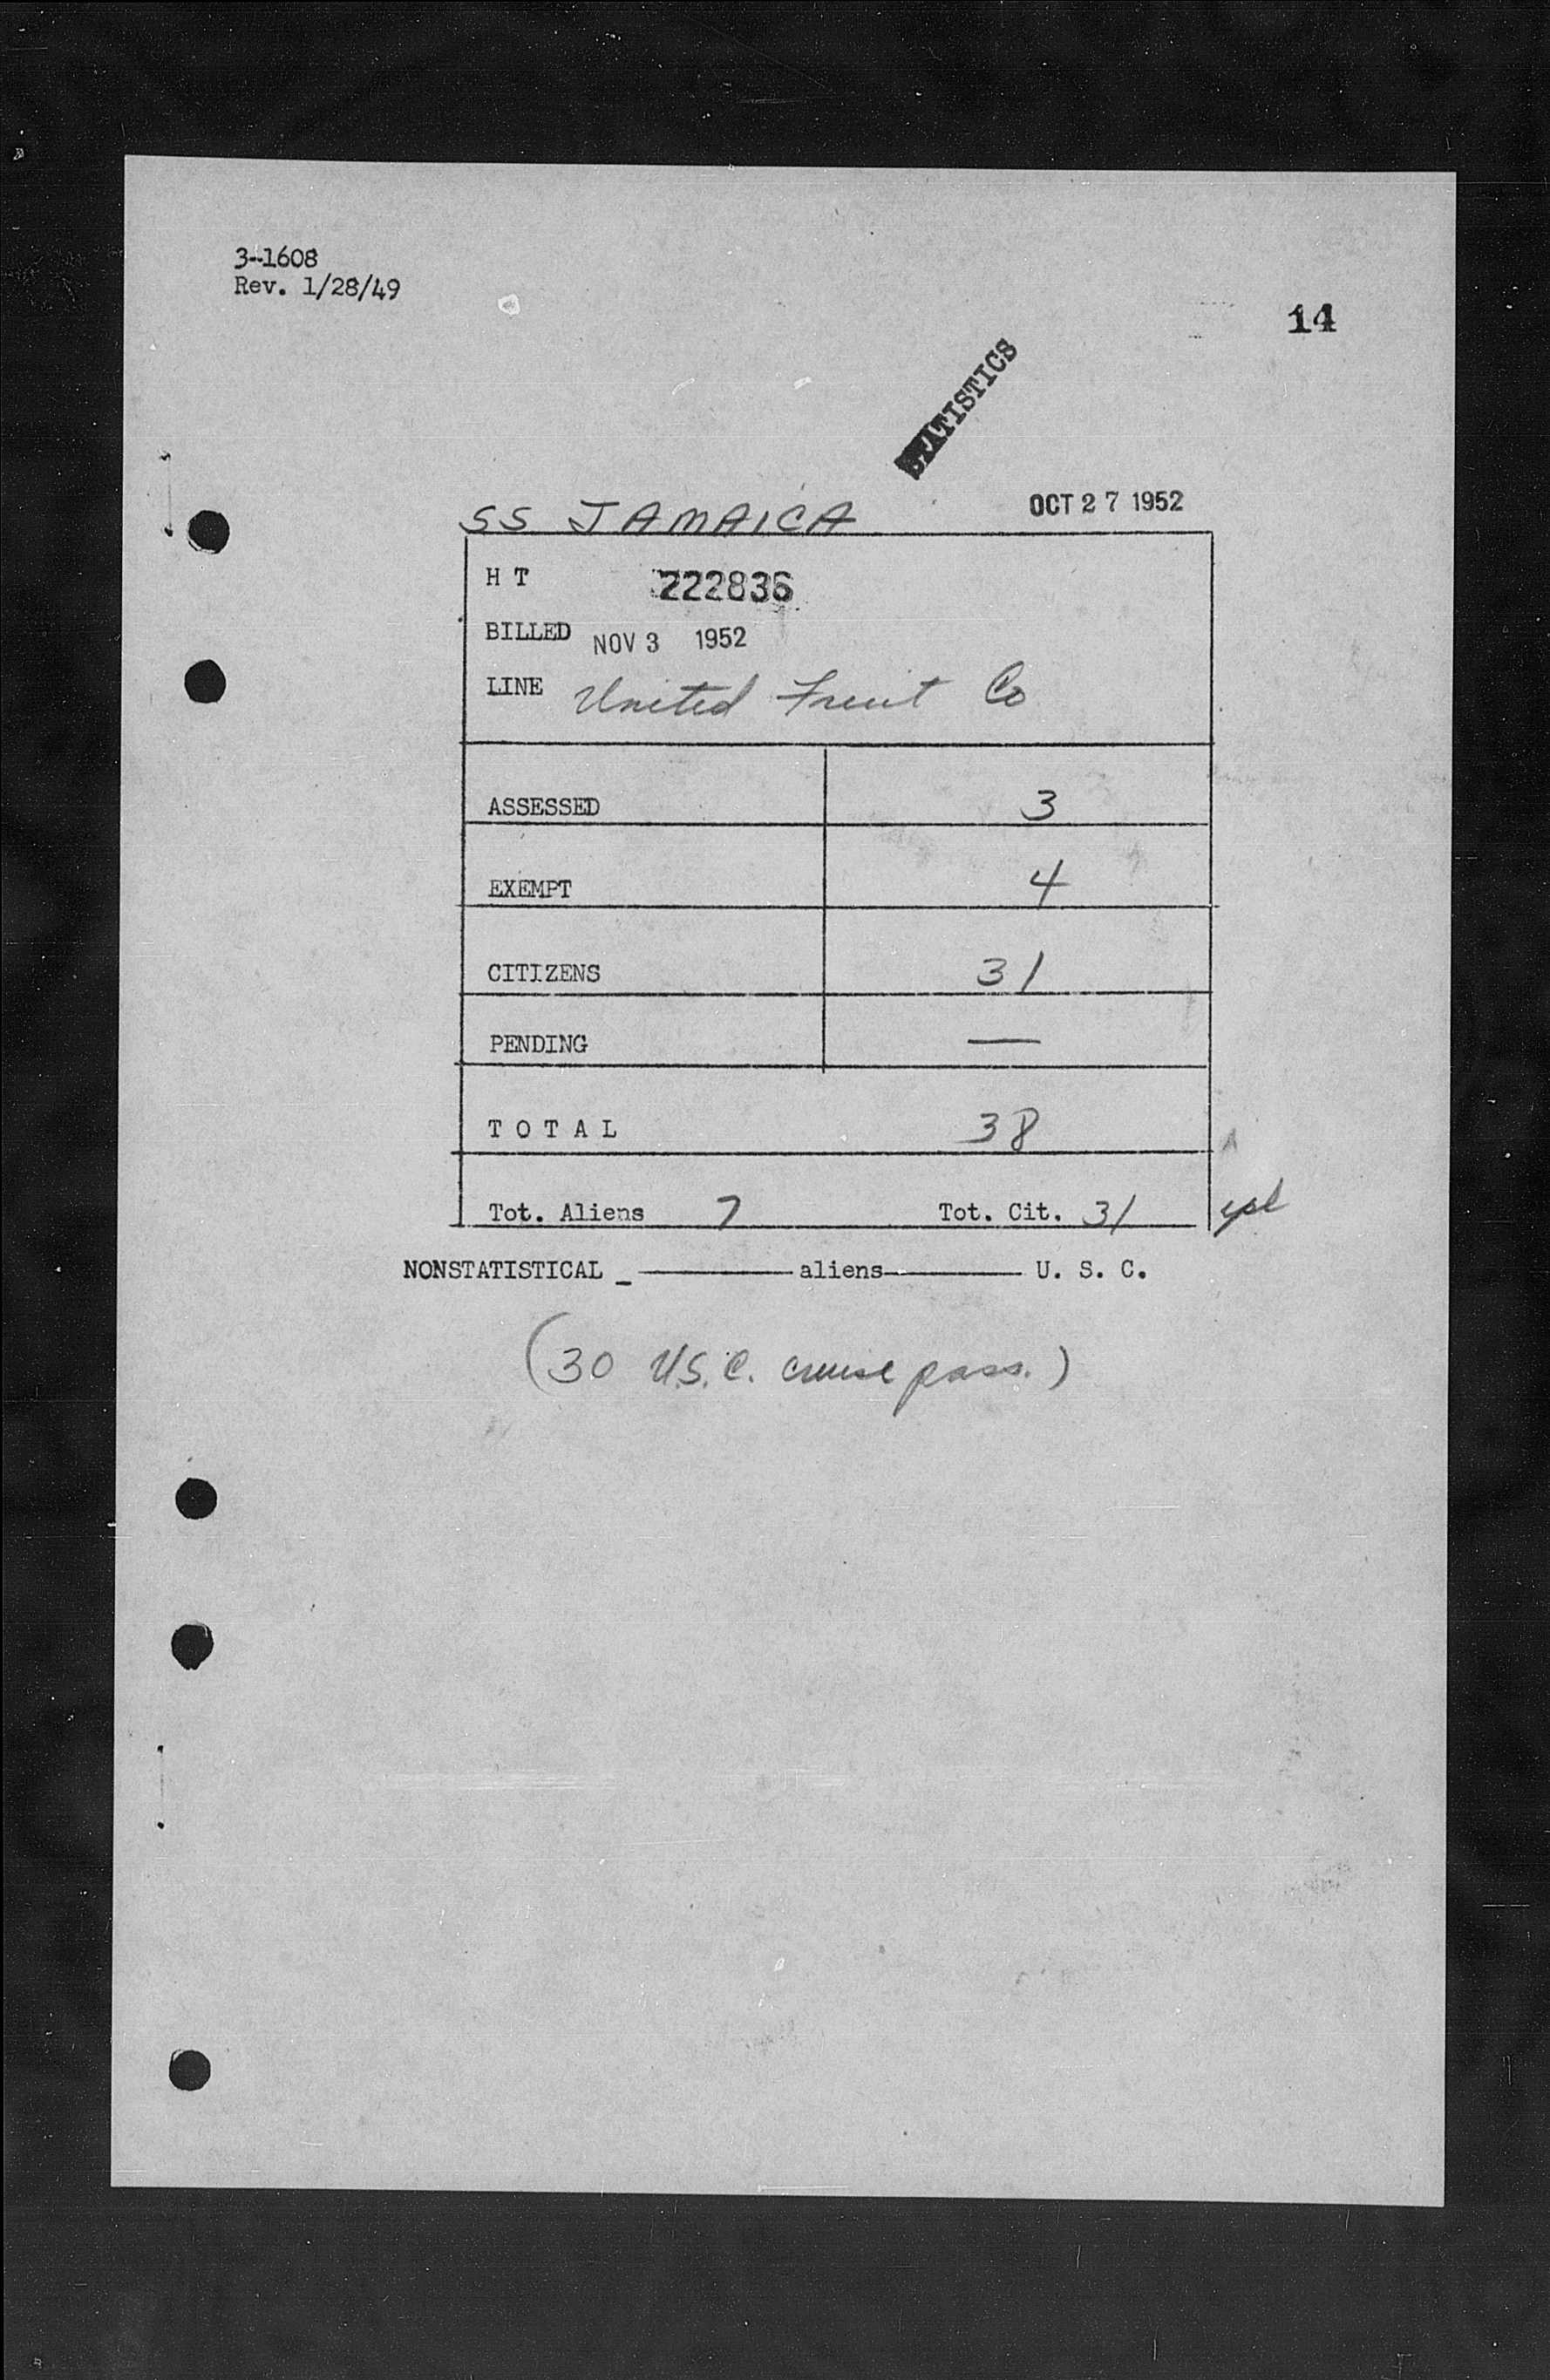 3-1608
Rev. 1/28/49
14
STATISTICS
SS JAMAICA OCT 27 1952
H T 222836
BILLED NOV 3 1952
LINE United Fruit Co
ASSESSED 3
EXEMPT 4
CITIZENS 31
PENDING —
T O T A L 38
Tot. Aliens 7 Tot. Cit. 31
NONSTATISTICAL _ ———— aliens ———— U. S. C.
(30 U.S.C. cruise pass.)